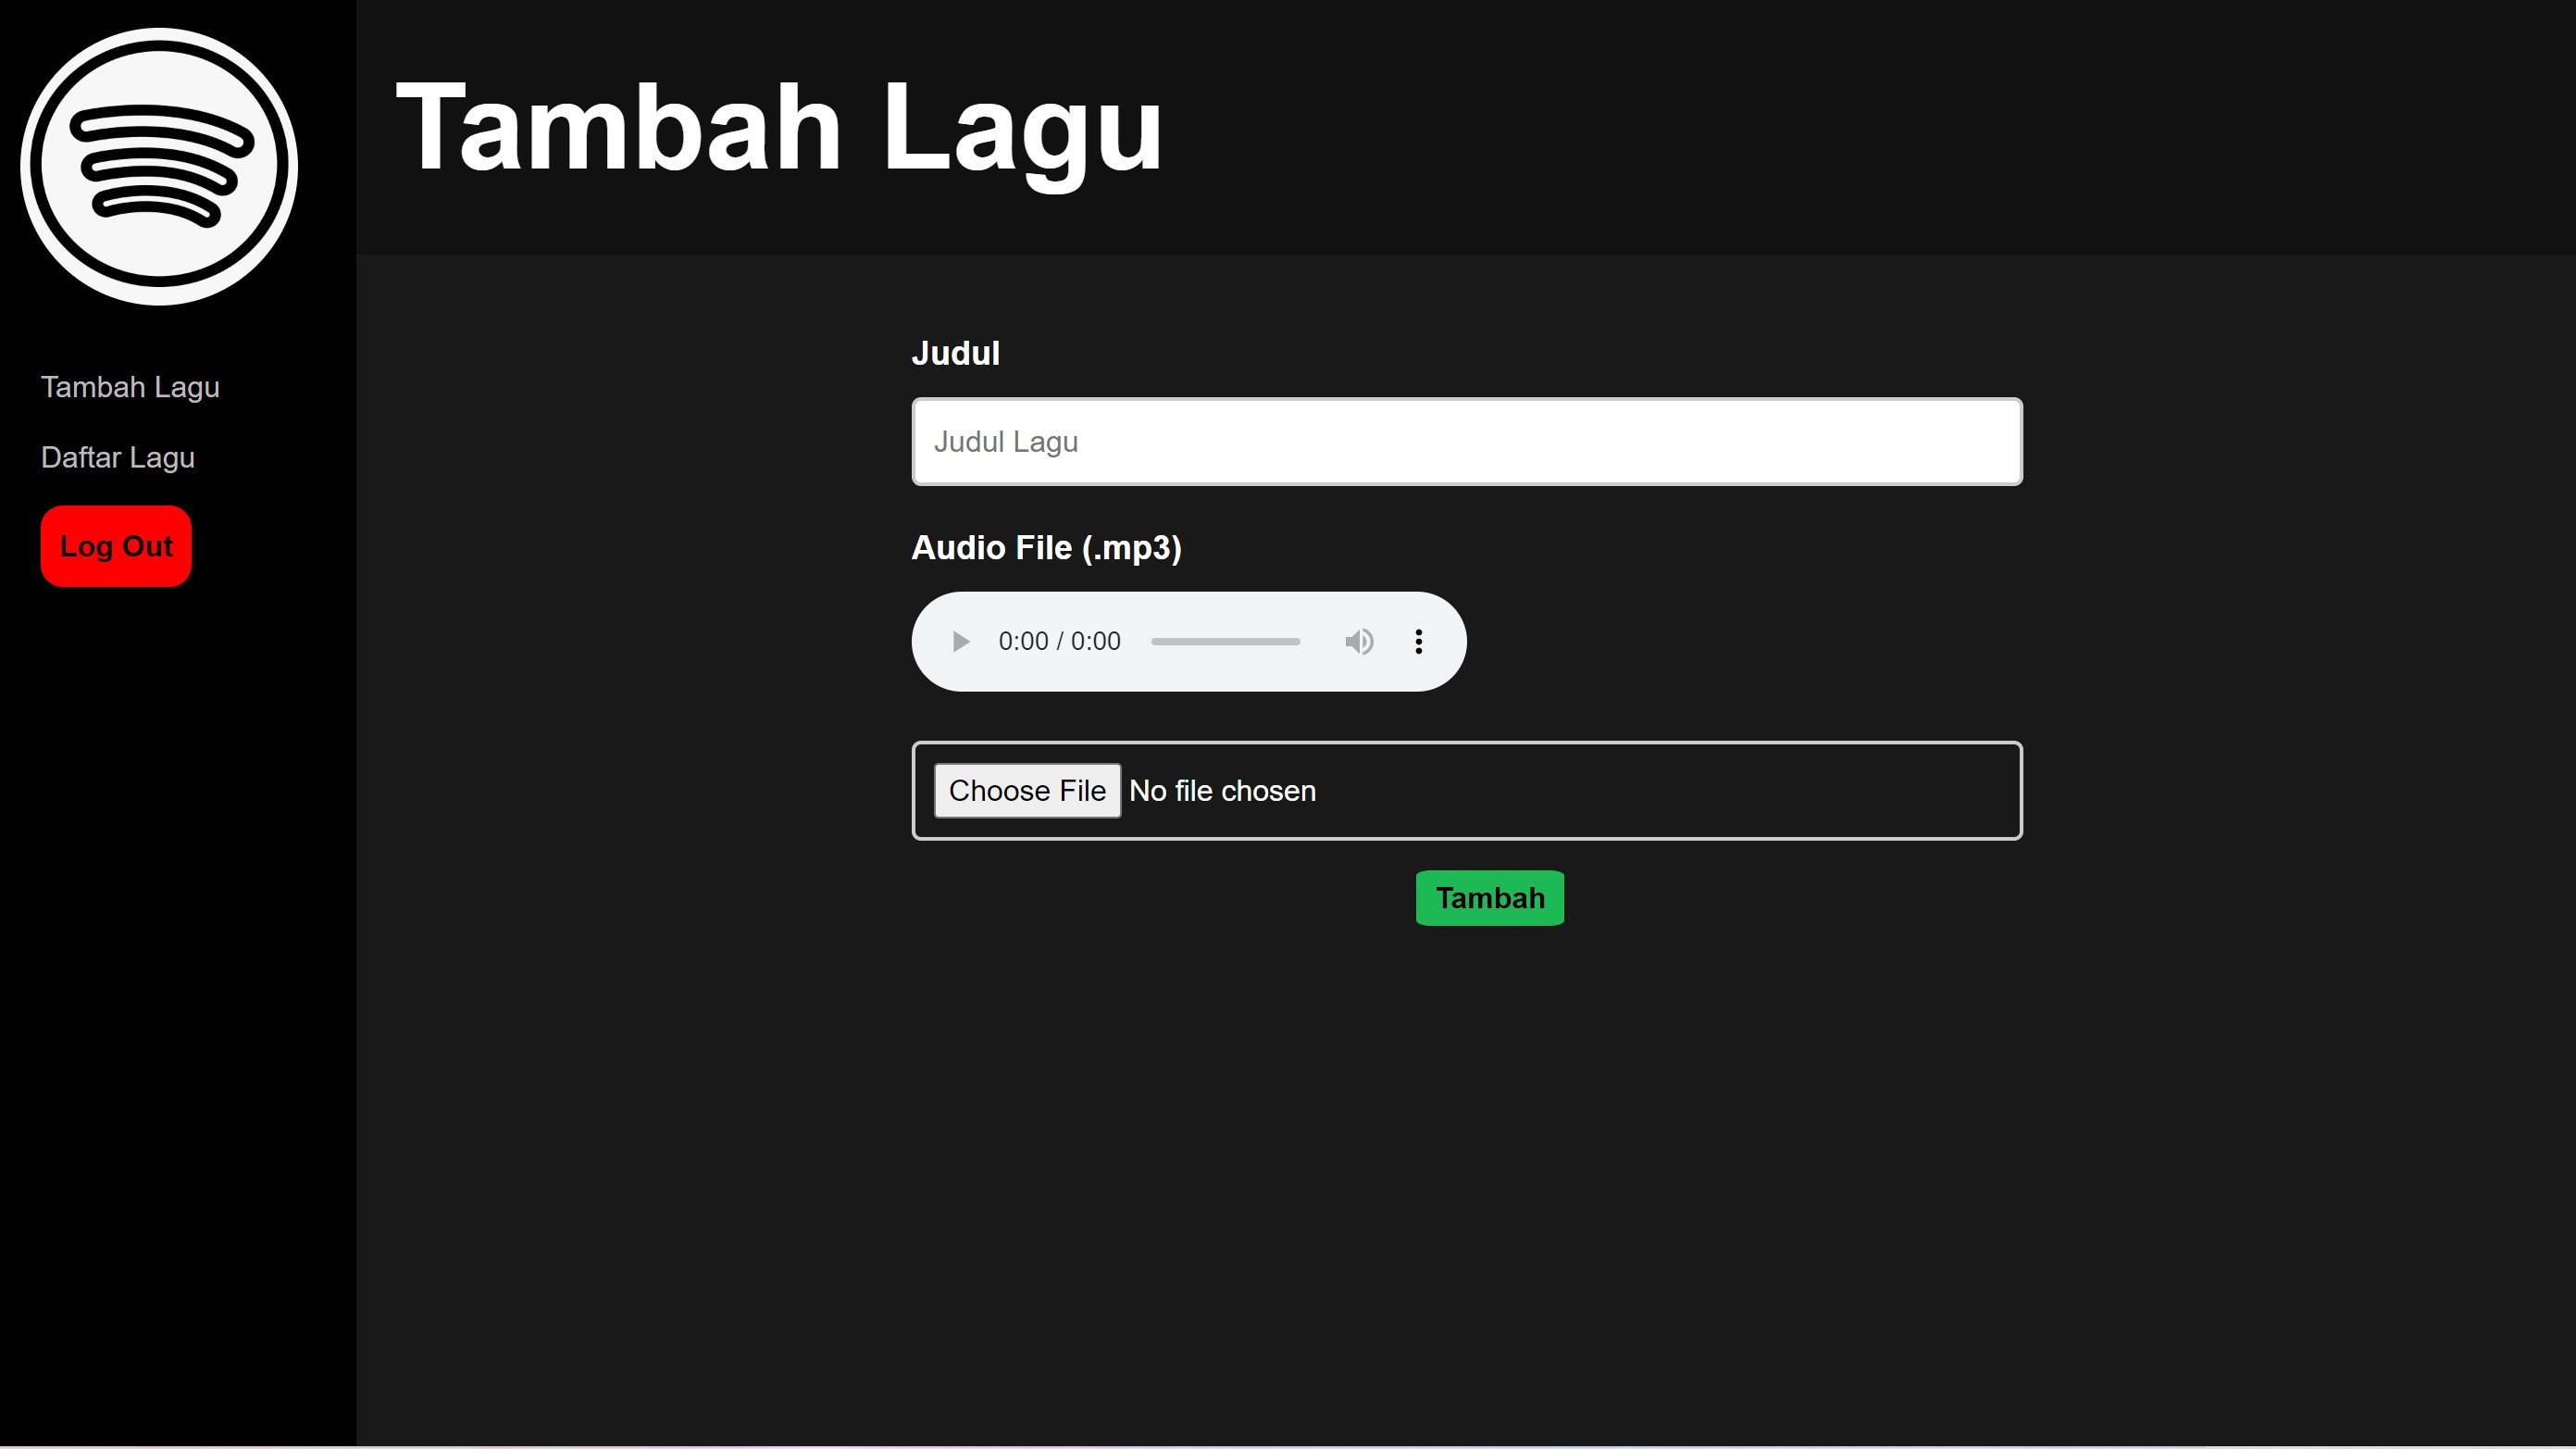 Tambah Lagu
Tambah Lagu
Daftar Lagu
Log Out
Judul
Judul Lagu
Audio File (.mp3)
0:00 / 0:00
Choose File No file chosen
Tambah